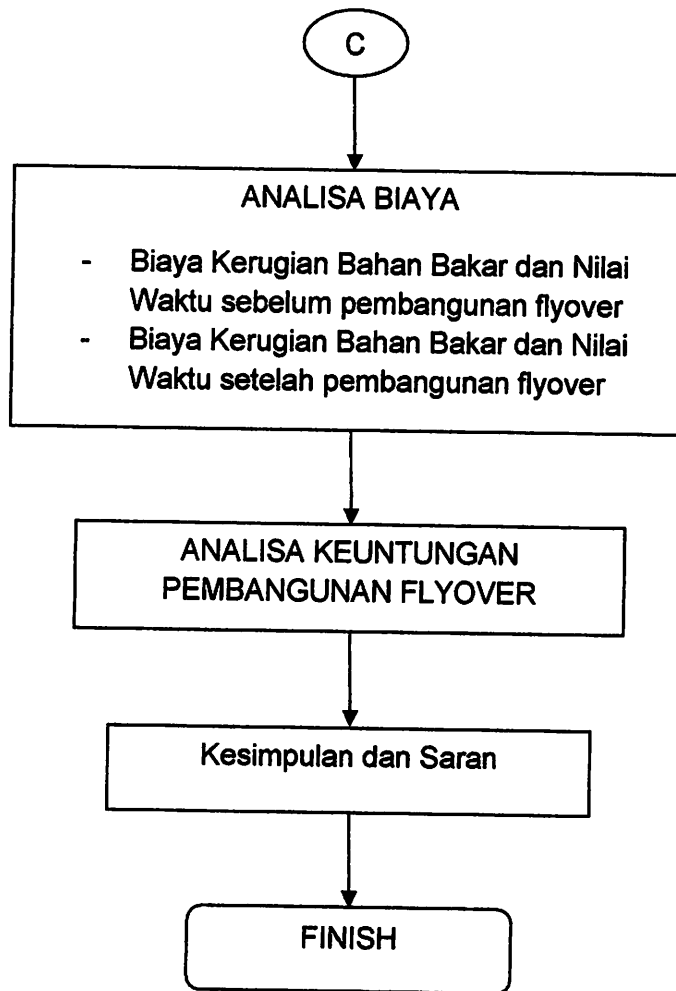 C
ANALISA BIAYA
- Biaya Kerugian Bahan Bakar dan Nilai
Waktu sebelum pembangunan flyover
- Biaya Kerugian Bahan Bakar dan Nilai
Waktu setelah pembangunan flyover
ANALISA KEUNTUNGAN
PEMBANGUNAN FLYOVER
Kesimpulan dan Saran
FINISH